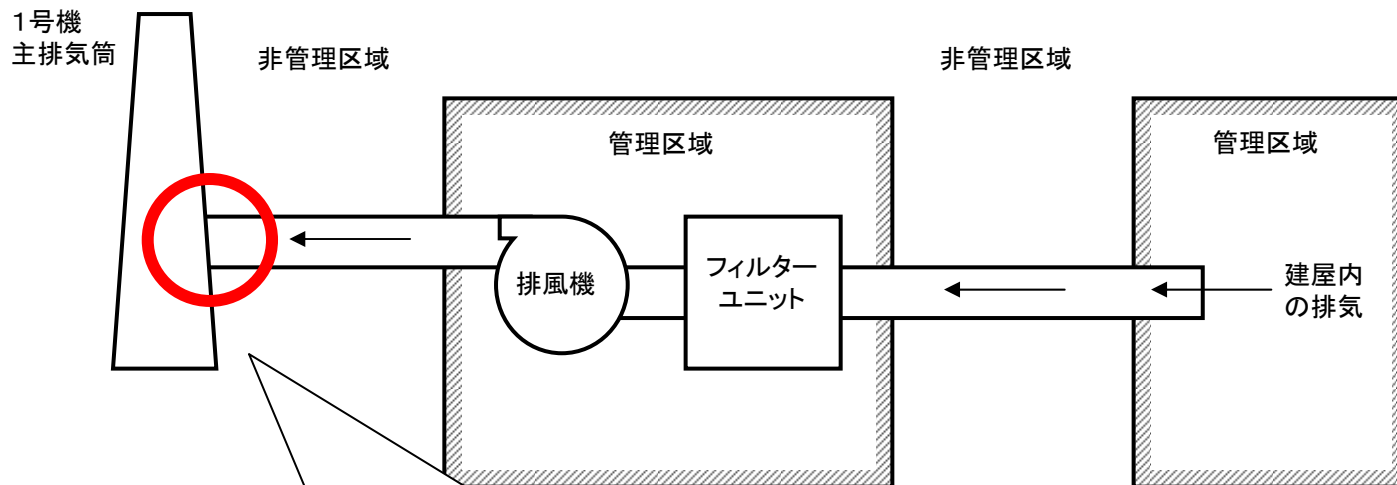 1号機
主排気筒
非管理区域
非管理区域
管理区域
管理区域
排風機
フィルター
ユニット
建屋内
の排気